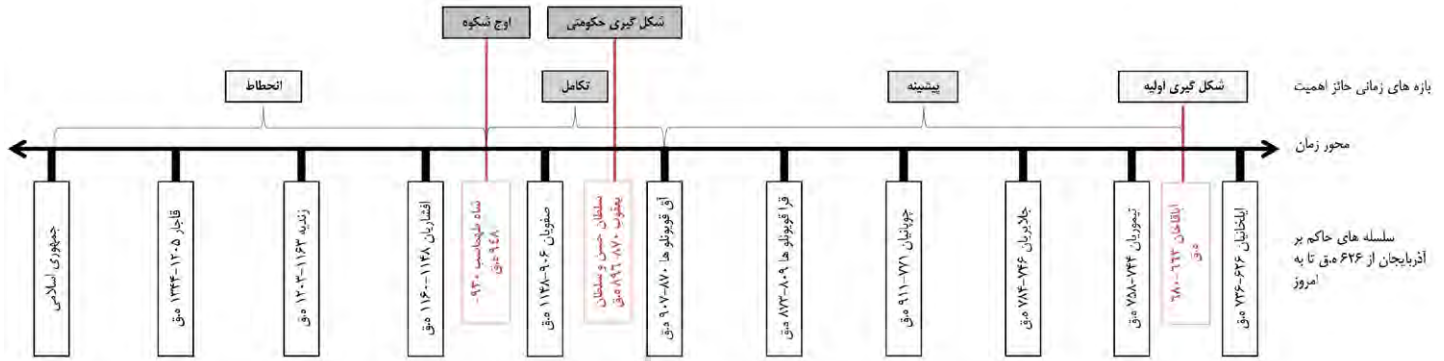 اوج شکوه
شکل گیری حکومتی
انحطاط
تکامل
پیشینه
شکل گیری اولیه
بازه های زمانی حائز اهمیت
محور زمان
ایلخانیان ۶۲۶-۷۳۶ ه.ق
اباقاخان ۶۶۳-۶۸۰
ه.ق
تیموریان ۷۴۴-۷۵۸ ه.ق
جلایریان ۷۴۶-۷۸۴ ه.ق
چوپانیان ۷۷۱-۹۱۱ ه.ق
قرا قویونلو ها ۸۰۹-۸۷۳ ه.ق
آق قویونلو ها ۸۷۰-۹۰۷ ه.ق
سلطان حسن و سلطان
یعقوب ۸۷۰-۸۹۶ ه.ق
صفویان ۹۰۶-۱۱۴۸ ه.ق
شاه طهماسب ۹۳۰-
۹۴۸ ه.ق
افشاریان ۱۱۴۸-۱۱۶۰ ه.ق
زندیه ۱۱۶۳-۱۲۰۳ ه.ق
قاجار ۱۲۰۵-۱۳۴۴ ه.ق
جمهوری اسلامی
سلسله های حاکم بر
آذربایجان از ۶۲۶ ه.ق تا به
امروز